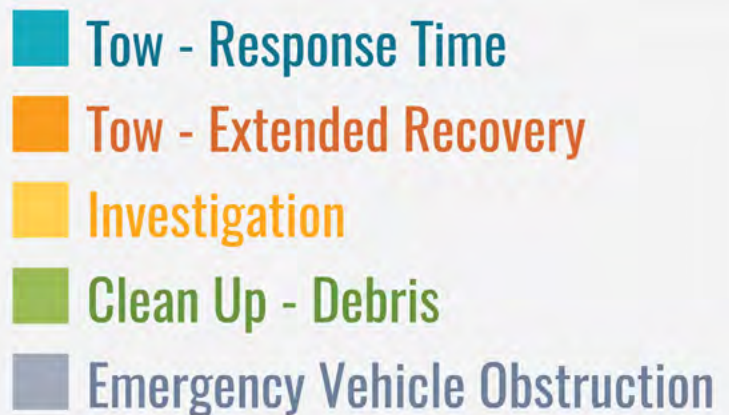 Tow - Response Time
Tow - Extended Recovery
Investigation
Clean Up - Debris
Emergency Vehicle Obstruction